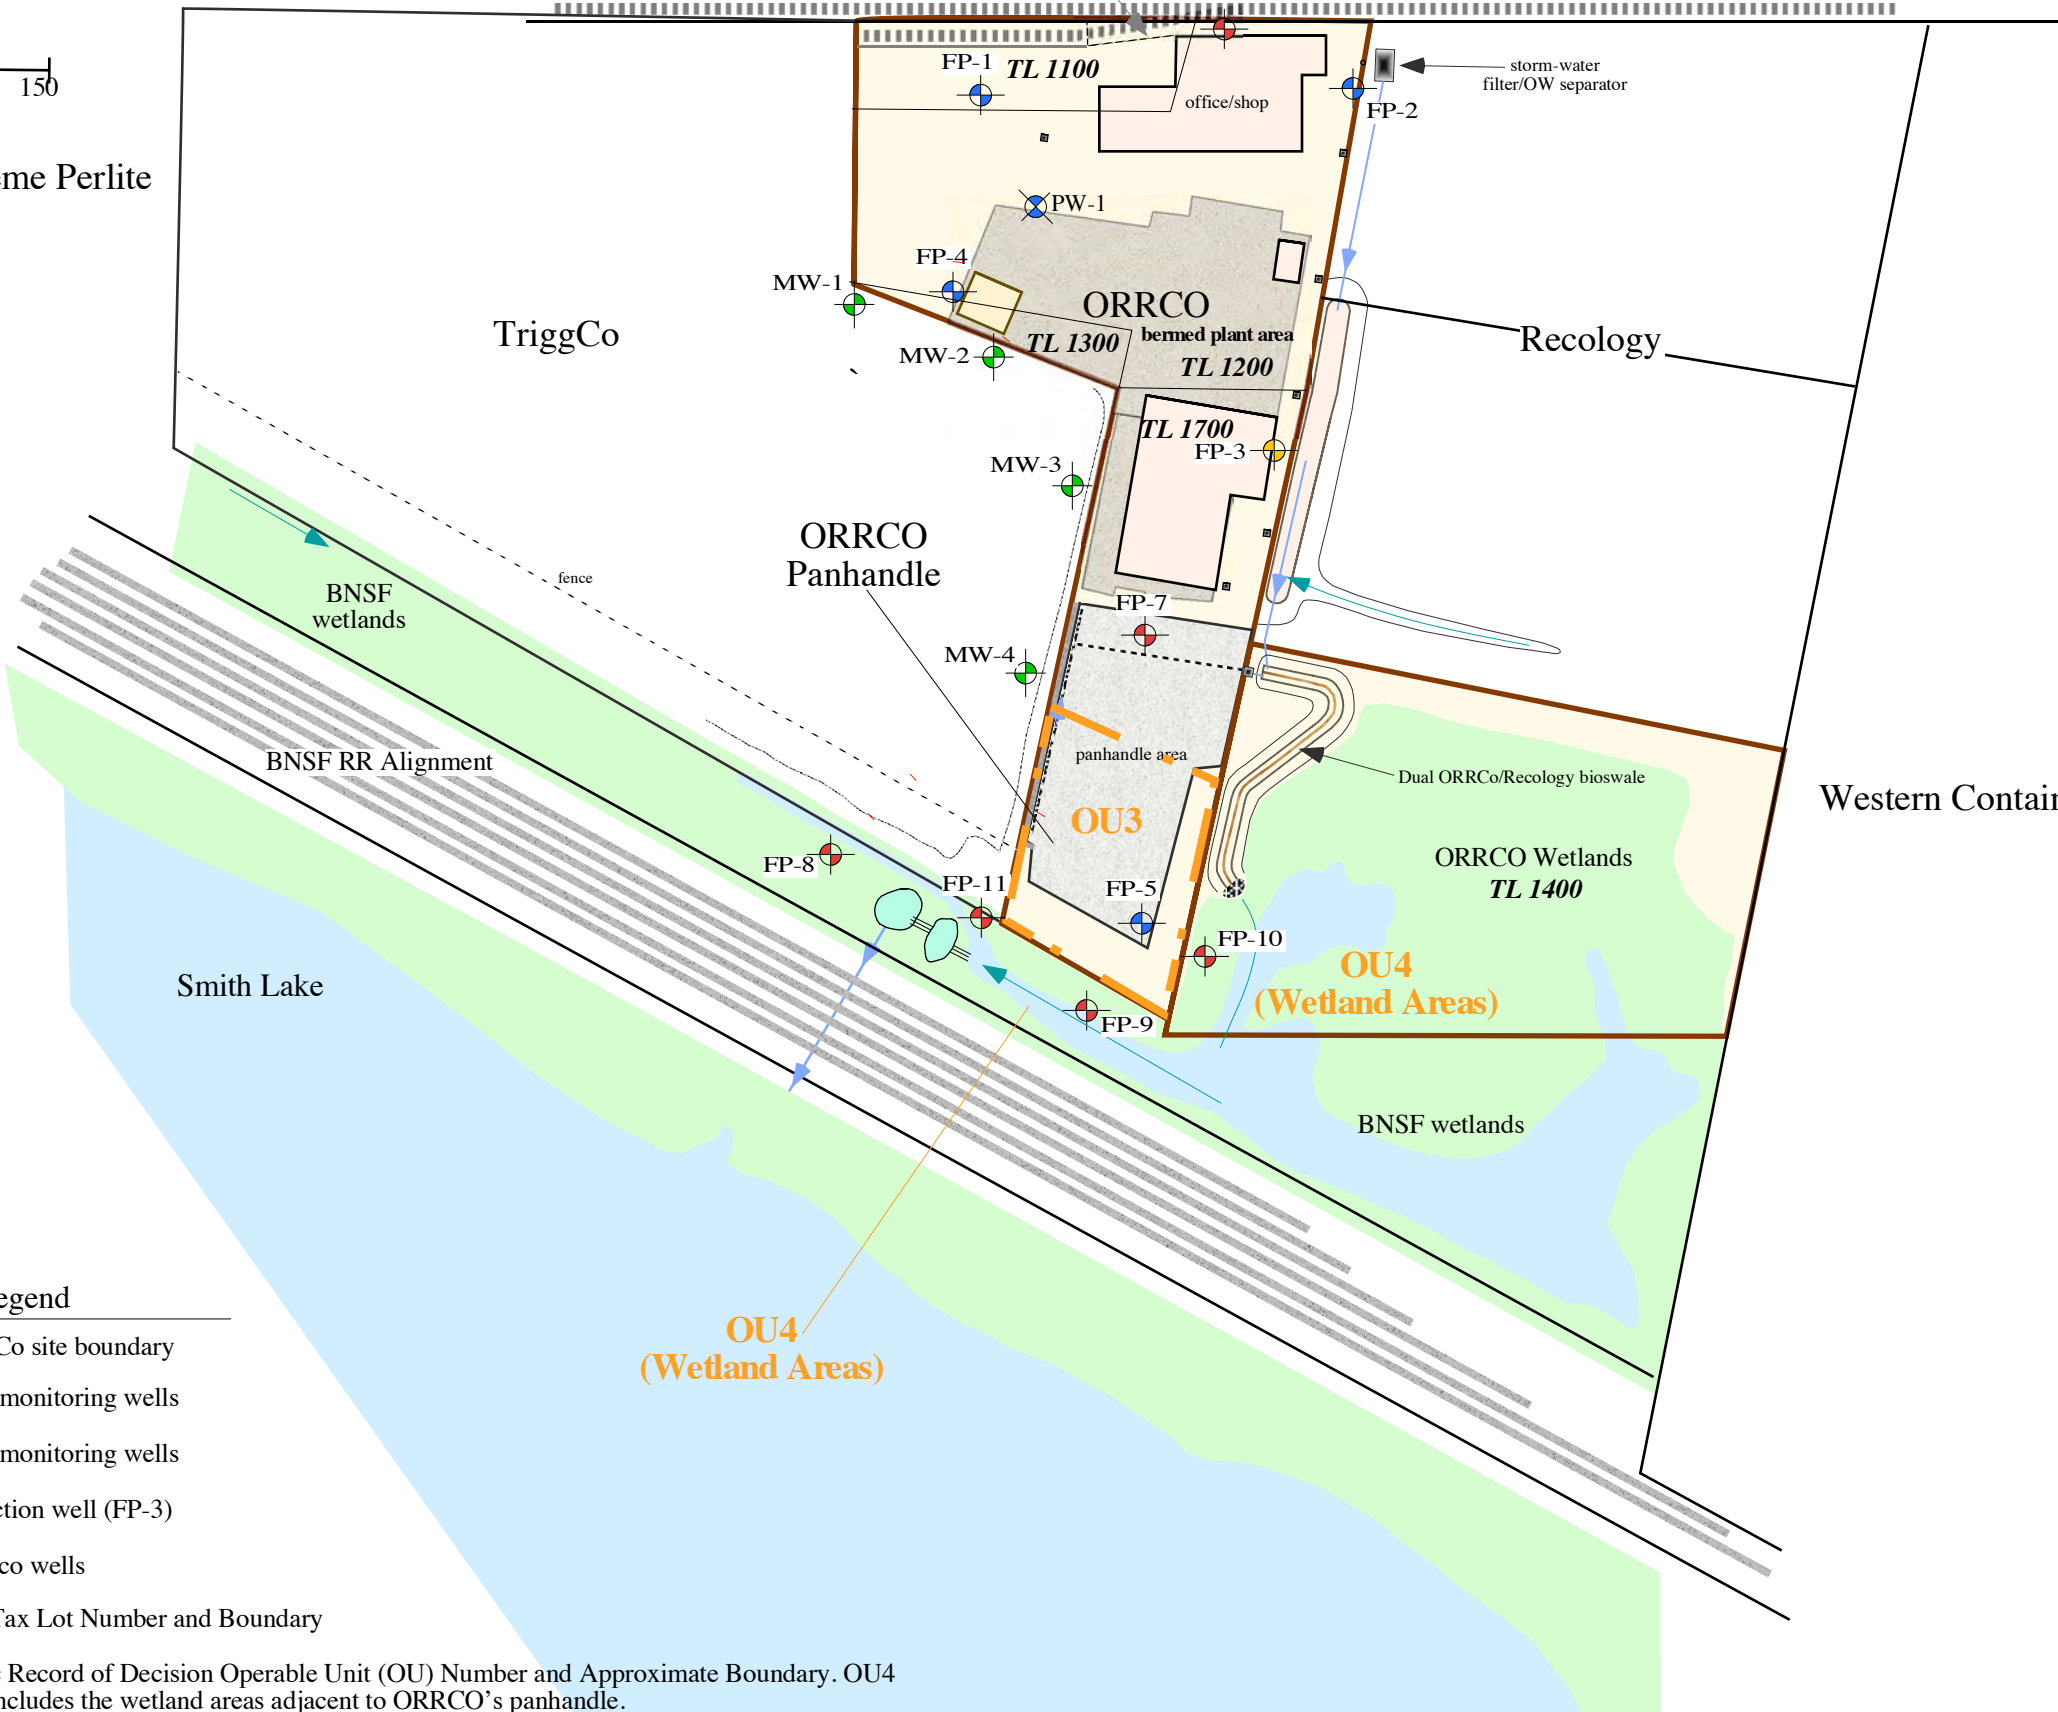 150
FP-1
TL 1100
office/shop
storm-water
filter/OW separator
FP-2
eme Perlite
PW-1
FP-4
MW-1
ORRCO
bermed plant area
TL 1300
TL 1200
MW-2
TriggCo
Recology
TL 1700
FP-3
MW-3
ORRCO
Panhandle
fence
BNSF
wetlands
FP-7
MW-4
BNSF RR Alignment
panhandle area
Dual ORRCo/Recology bioswale
Western Contain
OU3
FP-8
ORRCO Wetlands
TL 1400
FP-11
FP-5
FP-10
OU4
(Wetland Areas)
Smith Lake
FP-9
BNSF wetlands
egend
OU4
(Wetland Areas)
Co site boundary
monitoring wells
monitoring wells
ction well (FP-3)
co wells
Tax Lot Number and Boundary
e Record of Decision Operable Unit (OU) Number and Approximate Boundary. OU4
ncludes the wetland areas adjacent to ORRCO's panhandle.